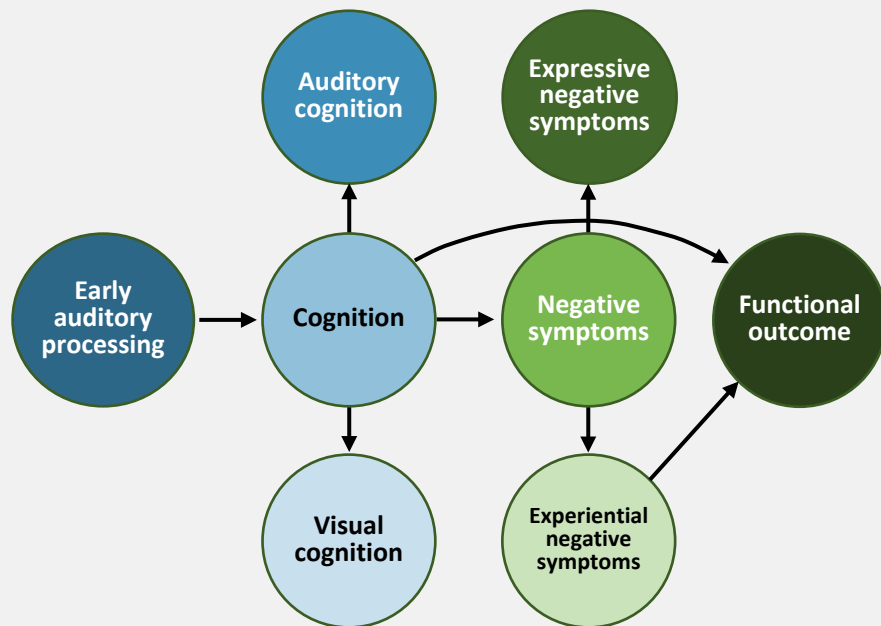 Auditory
cognition
Expressive
negative
symptoms
Early
auditory
processing
Cognition
Negative
symptoms
Functional
outcome
Visual
cognition
Experiential
negative
symptoms